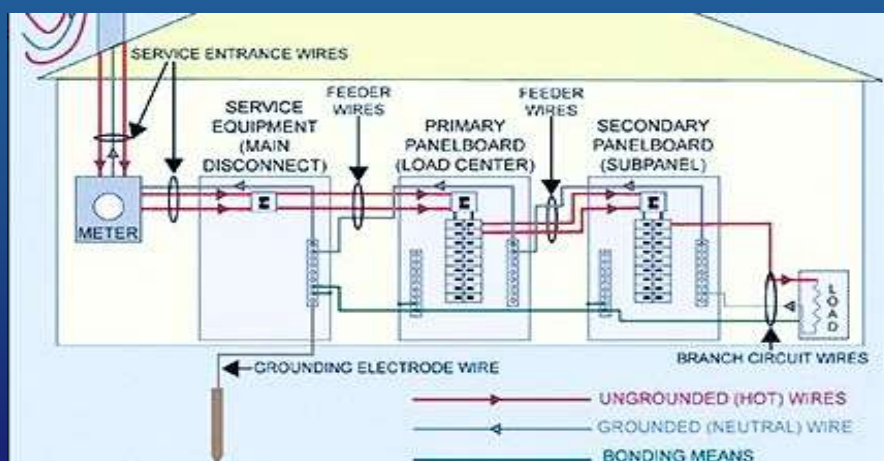 SERVICE ENTRANCE WIRES
SERVICE
EQUIPMENT
(MAIN
DISCONNECT)
FEEDER
WIRES
PRIMARY
PANELBOARD
(LOAD CENTER)
FEEDER
WIRES
SECONDARY
PANELBOARD
(SUBPANEL)
METER
LOAD
BRANCH CIRCUIT WIRES
GROUNDING ELECTRODE WIRE
UNGROUNDED (HOT) WIRES
GROUNDED (NEUTRAL) WIRE
BONDING MEANS